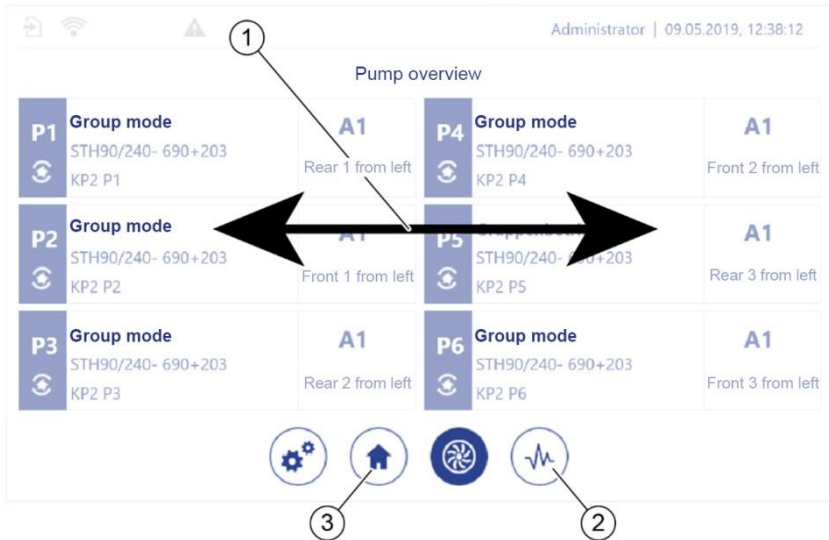 Administrator | 09.05.2019, 12:38:12
1
Pump overview
P1 Group mode A1
STH90/240- 690+203
Rear 1 from left
KP2 P1
P4 Group mode A1
STH90/240- 690+203
Front 2 from left
KP2 P4
P2 Group mode A1
STH90/240- 690+203
Front 1 from left
KP2 P2
P5 A1
STH90/240- 690+203
Rear 3 from left
KP2 P5
P3 Group mode A1
STH90/240- 690+203
Rear 2 from left
KP2 P3
P6 Group mode A1
STH90/240- 690+203
Front 3 from left
KP2 P6
3
2